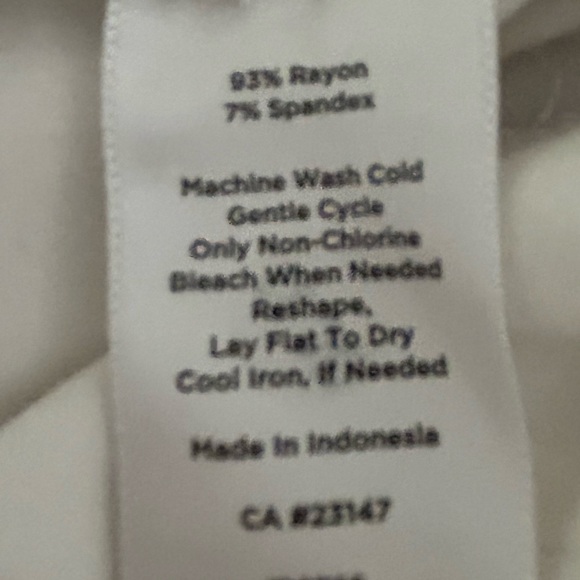 93% Rayon
7% Spandex
Machine Wash Cold
Gentle Cycle
Only Non-Chlorine
Bleach When Needed
Reshape,
Lay Flat To Dry
Cool Iron, If Needed
Made In Indonesia
CA #23147